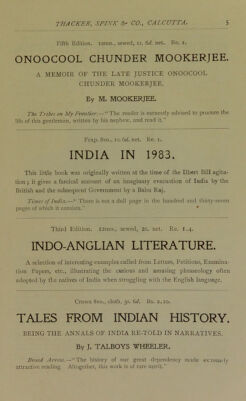 THACKER, SPINK & CO., CALCUTTA. 5
Fifth Edition. 12mo., sewed, 1s. 6d. net. Re. 1.
ONOOCOOL CHUNDER MOOKERJEE.
A MEMOIR OF THE LATE JUSTICE ONOOCOOL
CHUNDER MOOKERJEE.
By M. MOOKERJEE.
The Tribes on My Frontier.—"The reader is earnestly advised to procure the
life of this gentleman, written by his nephew, and read it."
Fcap. 8vo., 1s. 6d. net. Re. 1.
INDIA IN 1983.
This little book was originally written at the time of the Ilbert Bill agita-
tion; it gives a farcical account of an imaginary evacuation of India by the
British and the subsequent Government by a Babu Raj.
Times of India.—"There is not a dull page in the hundred and thirty-seven
pages of which it consists."
Third Edition. 12mo., sewed, 2s. net. Re. 1-4.
INDO-ANGLIAN LITERATURE.
A selection of interesting examples culled from Letters, Petitions, Examina-
tion Papers, etc., illustrating the curious and amusing phraseology often
adopted by the natives of India when struggling with the English language.
Crown 8vo., cloth. 3s. 6d. Rs. 2.10.
TALES FROM INDIAN HISTORY.
BEING THE ANNALS OF INDIA RE-TOLD IN NARRATIVES.
By J. TALBOYS WHEELER.
Broad Arrow.—"The history of our great dependency made extremely
attractive reading. Altogether, this work is of rare merit."